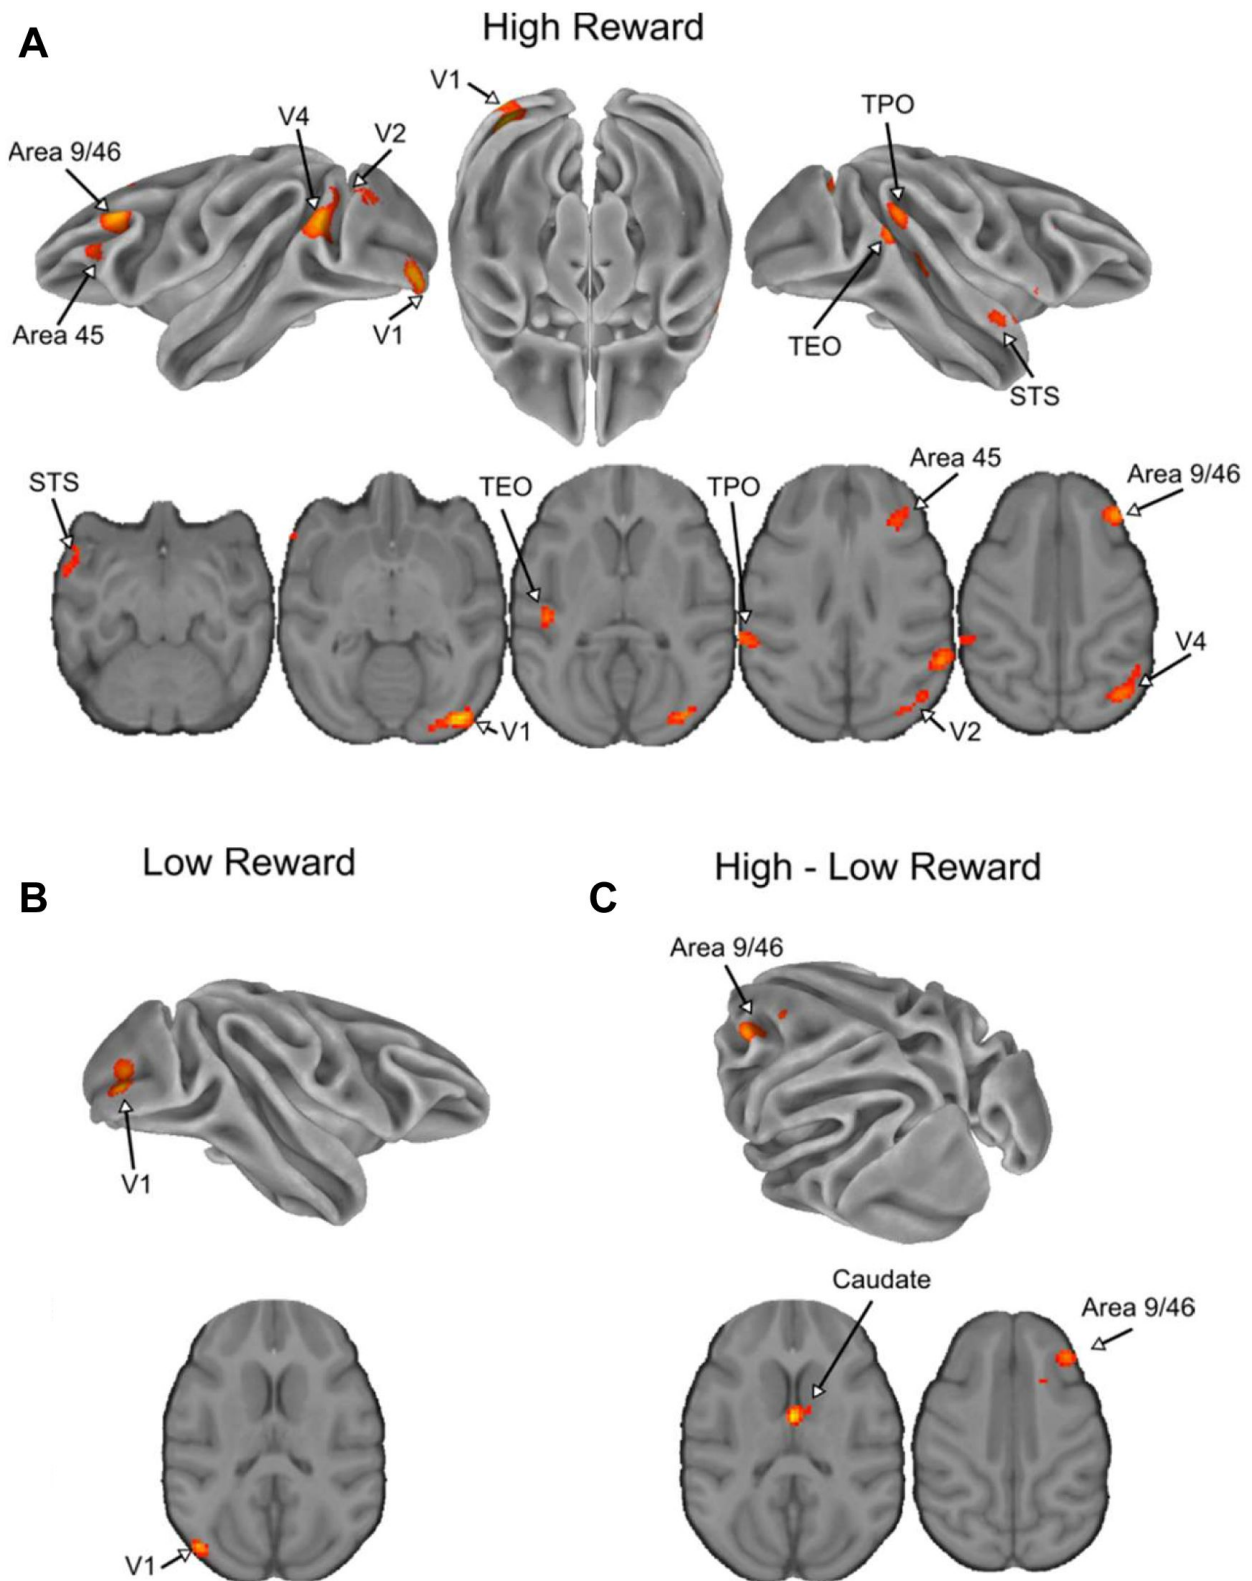 A
High Reward
V1
V4
V2
Area 9/46
Area 45
V1
TPO
TEO
STS
STS
TEO
TPO
Area 45
Area 9/46
V1
V2
V4
Low Reward
High - Low Reward
B
C
V1
V1
Area 9/46
Caudate
Area 9/46